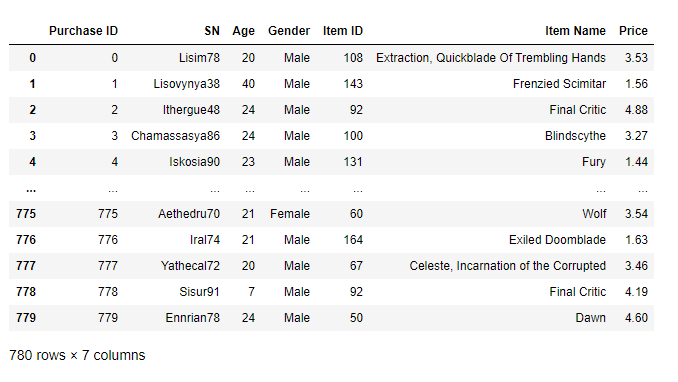 Purchase ID SN Age Gender Item ID Item Name Price
0 0 Lisim78 20 Male 108 Extraction, Quickblade Of Trembling Hands 3.53
1 1 Lisovynya38 40 Male 143 Frenzied Scimitar 1.56
2 2 Ithergue48 24 Male 92 Final Critic 4.88
3 3 Chamassasya86 24 Male 100 Blindscythe 3.27
4 4 Iskosia90 23 Male 131 Fury 1.44
... ... ... ... ... ... ... ...
775 775 Aethedru70 21 Female 60 Wolf 3.54
776 776 Iral74 21 Male 164 Exiled Doomblade 1.63
777 777 Yathecal72 20 Male 67 Celeste, Incarnation of the Corrupted 3.46
778 778 Sisur91 7 Male 92 Final Critic 4.19
779 779 Ennrian78 24 Male 50 Dawn 4.60
780 rows × 7 columns